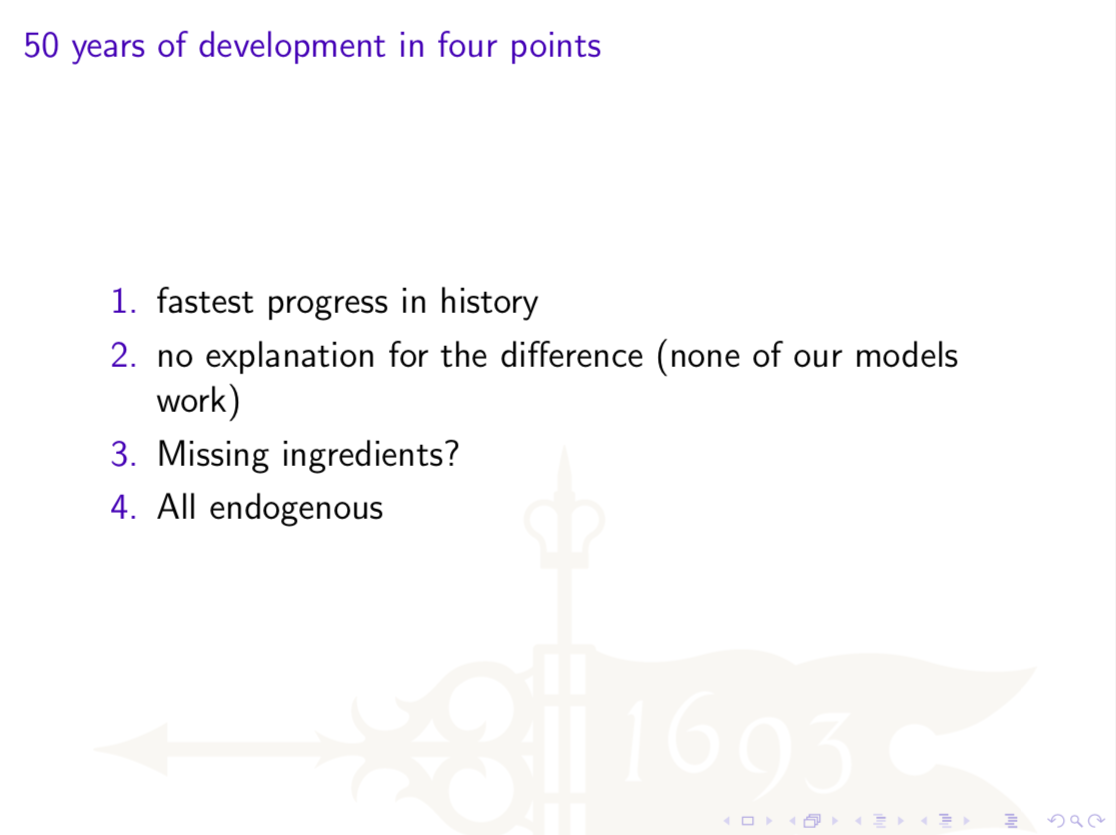 50 years of development in four points
1. fastest progress in history
2. no explanation for the difference (none of our models
work)
3. Missing ingredients?
4. All endogenous
1693